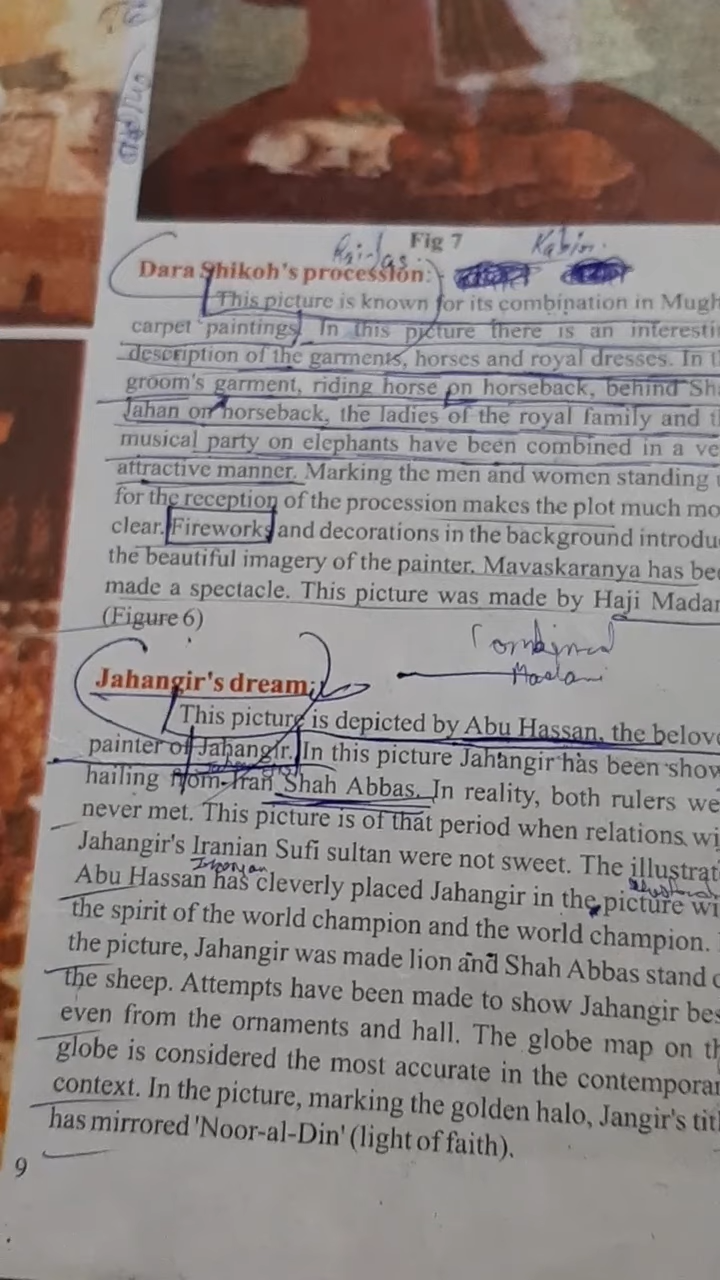 Fig 7
Kabir
Dara Shikoh's procession:-
This picture is known for its combination in Mugh
carpet paintings. In this picture there is an interesti
description of the garments, horses and royal dresses. In t
groom's garment, riding horse on horseback, behind Sh
Jahan on horseback, the ladies of the royal family and t
musical party on elephants have been combined in a ve
attractive manner. Marking the men and women standing
for the reception of the procession makes the plot much mo
clear. Fireworks and decorations in the background introdu
the beautiful imagery of the painter. Mavaskaranya has be
made a spectacle. This picture was made by Haji Madar
(Figure 6)
Combined
Jahangir's dream:
This picture is depicted by Abu Hassan, the belove
painter of Jahangir. In this picture Jahangir has been show
hailing from Iran Shah Abbas. In reality, both rulers we
never met. This picture is of that period when relations wi
Jahangir's Iranian Sufi sultan were not sweet. The illustrat
Abu Hassan has cleverly placed Jahangir in the picture wi
the spirit of the world champion and the world champion.
the picture, Jahangir was made lion and Shah Abbas stand o
the sheep. Attempts have been made to show Jahangir bes
even from the ornaments and hall. The globe map on th
globe is considered the most accurate in the contemporar
context. In the picture, marking the golden halo, Jangir's tit
has mirrored 'Noor-al-Din' (light of faith).
9